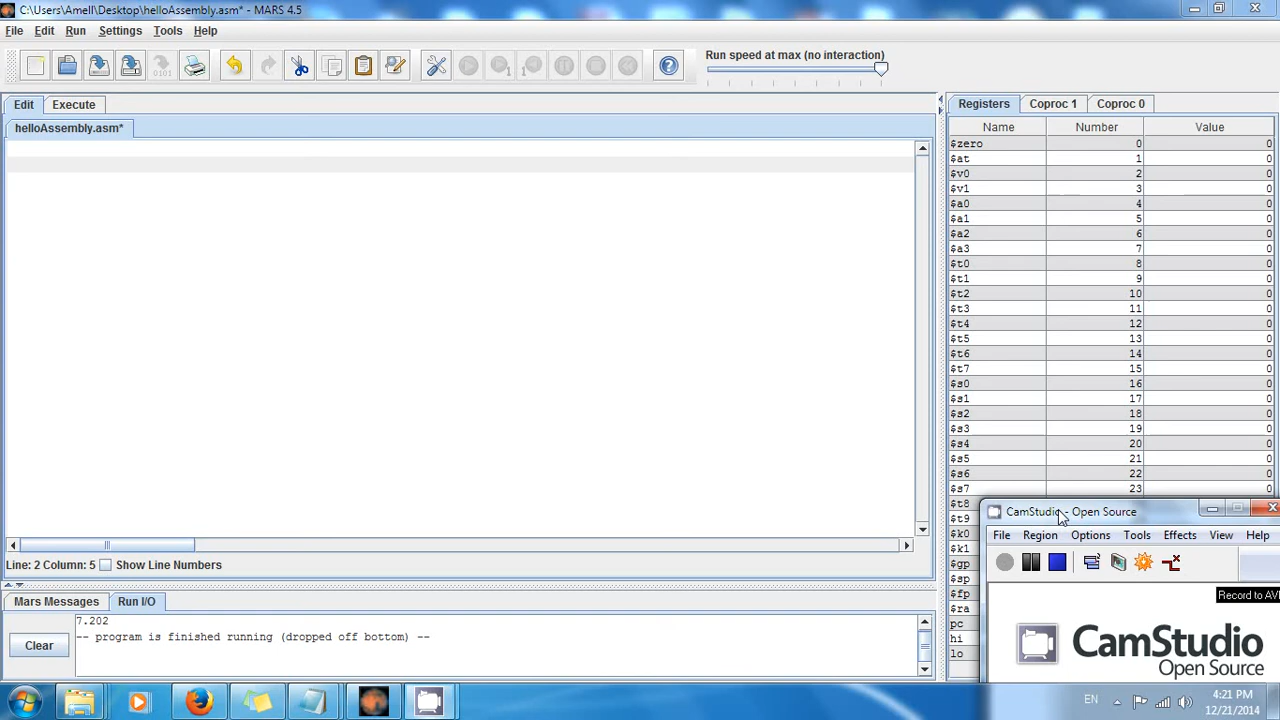 C:\Users\Amell\Desktop\helloAssembly.asm* - MARS 4.5
File Edit Run Settings Tools Help
Run speed at max (no interaction)
Edit Execute
helloAssembly.asm*
Registers Coproc 1 Coproc 0
Name Number Value
$zero 0 0
$at 1 0
$v0 2 0
$v1 3 0
$a0 4 0
$a1 5 0
$a2 6 0
$a3 7 0
$t0 8 0
$t1 9 0
$t2 10 0
$t3 11 0
$t4 12 0
$t5 13 0
$t6 14 0
$t7 15 0
$s0 16 0
$s1 17 0
$s2 18 0
$s3 19 0
$s4 20 0
$s5 21 0
$s6 22 0
$s7 23 0
$t8
$t9
$k0
$k1
$gp
$sp
$fp
$ra
pc
hi
lo
CamStudio - Open Source
File Region Options Tools Effects View Help
Record to AVI
CamStudio
Open Source
Line: 2 Column: 5 Show Line Numbers
Mars Messages Run I/O
Clear
7.202
-- program is finished running (dropped off bottom) --
EN
4:21 PM
12/21/2014